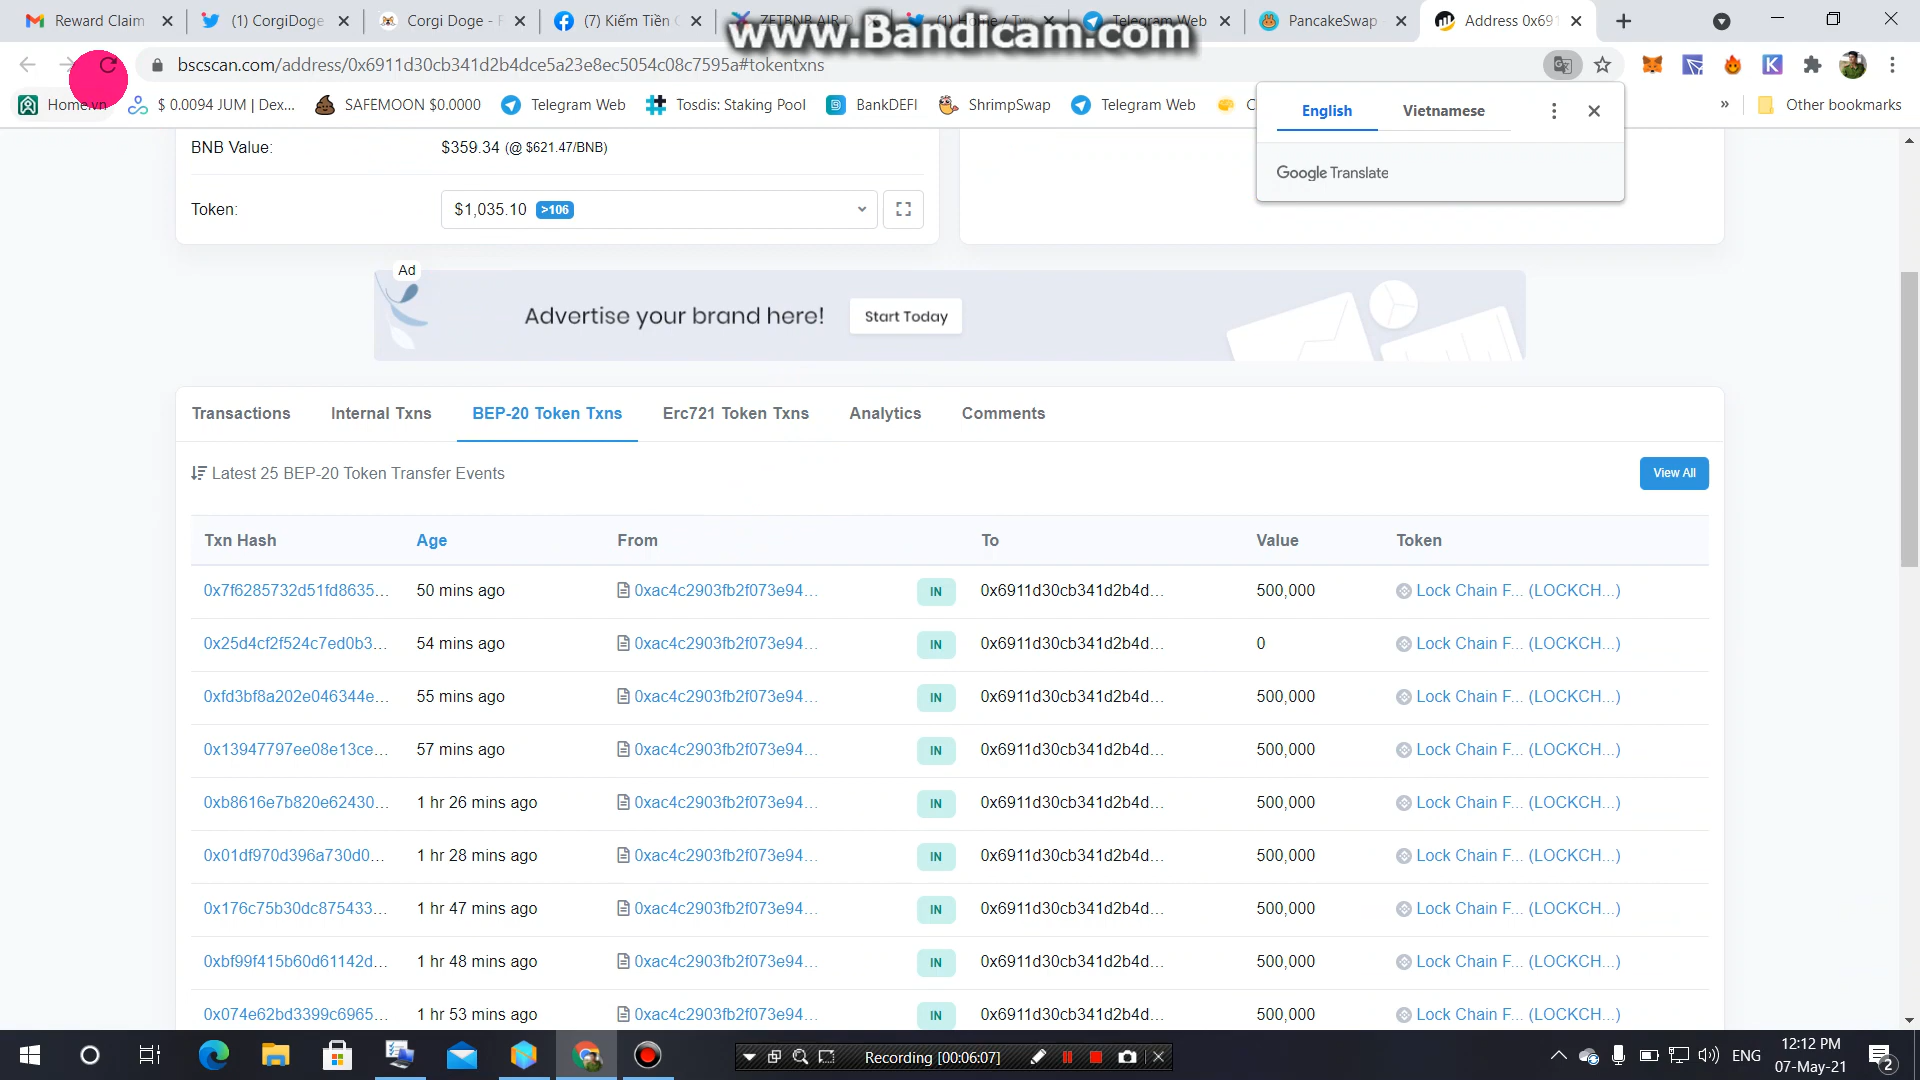 Reward Claim
(1) CorgiDoge
Corgi Doge - F
(7) Kiếm Tiền
ZETBNB AIR D
(1) Home / Tw
Telegram Web
PancakeSwap
Address 0x691
www.Bandicam.com
bscscan.com/address/0x6911d30cb341d2b4dce5a23e8ec5054c08c7595a#tokentxns
Home.vn
$ 0.0094 JUM | Dex...
SAFEMOON $0.0000
Telegram Web
Tosdis: Staking Pool
BankDEFI
ShrimpSwap
Telegram Web
C
»
Other bookmarks
English
Vietnamese
Google Translate
BNB Value:
$359.34 (@ $621.47/BNB)
Token:
$1,035.10 >106
Ad
Advertise your brand here!
Start Today
Transactions
Internal Txns
BEP-20 Token Txns
Erc721 Token Txns
Analytics
Comments
Latest 25 BEP-20 Token Transfer Events
View All
Txn Hash Age From To Value Token
0x7f6285732d51fd8635... 50 mins ago 0xac4c2903fb2f073e94... IN 0x6911d30cb341d2b4d... 500,000 Lock Chain F... (LOCKCH...)
0x25d4cf2f524c7ed0b3... 54 mins ago 0xac4c2903fb2f073e94... IN 0x6911d30cb341d2b4d... 0 Lock Chain F... (LOCKCH...)
0xfd3bf8a202e046344e... 55 mins ago 0xac4c2903fb2f073e94... IN 0x6911d30cb341d2b4d... 500,000 Lock Chain F... (LOCKCH...)
0x13947797ee08e13ce... 57 mins ago 0xac4c2903fb2f073e94... IN 0x6911d30cb341d2b4d... 500,000 Lock Chain F... (LOCKCH...)
0xb8616e7b820e62430... 1 hr 26 mins ago 0xac4c2903fb2f073e94... IN 0x6911d30cb341d2b4d... 500,000 Lock Chain F... (LOCKCH...)
0x01df970d396a730d0... 1 hr 28 mins ago 0xac4c2903fb2f073e94... IN 0x6911d30cb341d2b4d... 500,000 Lock Chain F... (LOCKCH...)
0x176c75b30dc875433... 1 hr 47 mins ago 0xac4c2903fb2f073e94... IN 0x6911d30cb341d2b4d... 500,000 Lock Chain F... (LOCKCH...)
0xbf99f415b60d61142d... 1 hr 48 mins ago 0xac4c2903fb2f073e94... IN 0x6911d30cb341d2b4d... 500,000 Lock Chain F... (LOCKCH...)
0x074e62bd3399c6965... 1 hr 53 mins ago 0xac4c2903fb2f073e94... IN 0x6911d30cb341d2b4d... 500,000 Lock Chain F... (LOCKCH...)
Recording [00:06:07]
ENG
12:12 PM
07-May-21
2